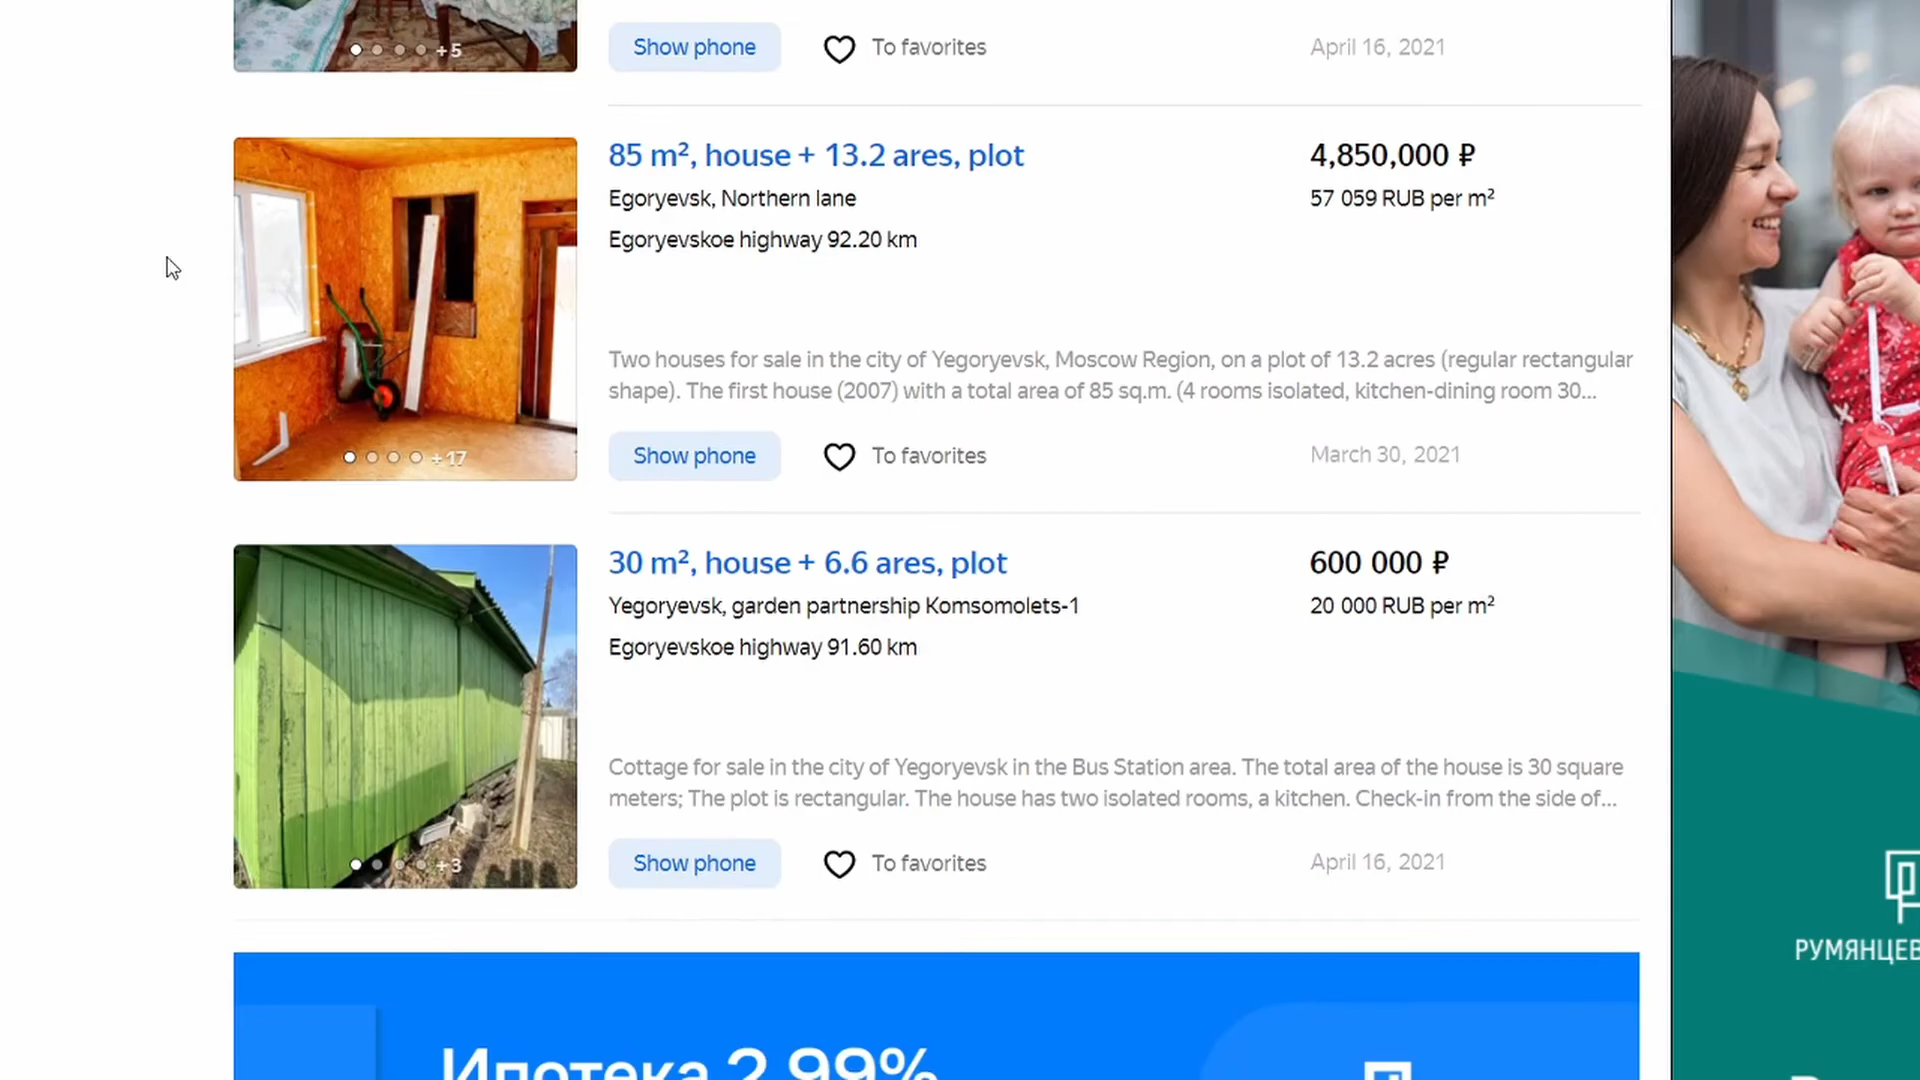 + 5
Show phone
To favorites
April 16, 2021
85 m², house + 13.2 ares, plot
4,850,000 ₽
Egoryevsk, Northern lane
57 059 RUB per m²
Egoryevskoe highway 92.20 km
Two houses for sale in the city of Yegoryevsk, Moscow Region, on a plot of 13.2 acres (regular rectangular
shape). The first house (2007) with a total area of 85 sq.m. (4 rooms isolated, kitchen-dining room 30...
+ 17
Show phone
To favorites
March 30, 2021
30 m², house + 6.6 ares, plot
600 000 ₽
Yegoryevsk, garden partnership Komsomolets-1
20 000 RUB per m²
Egoryevskoe highway 91.60 km
Cottage for sale in the city of Yegoryevsk in the Bus Station area. The total area of the house is 30 square
meters; The plot is rectangular. The house has two isolated rooms, a kitchen. Check-in from the side of...
+ 3
Show phone
To favorites
April 16, 2021
РУМЯНЦЕВ
Ипотека 2,99%